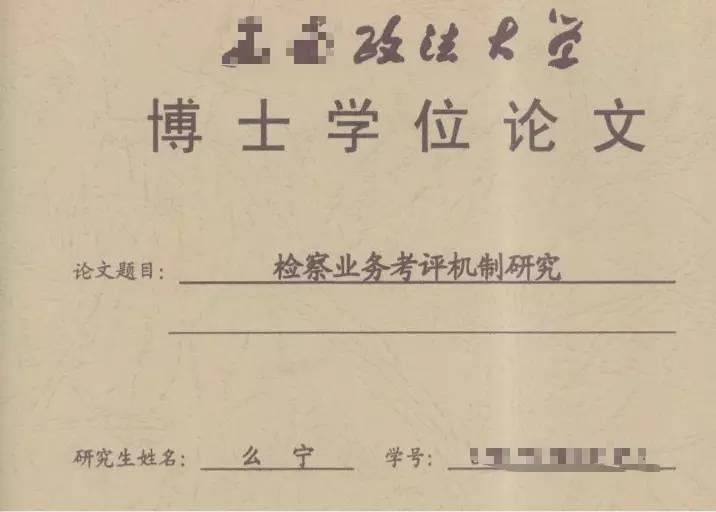 政法大学
博士学位论文
论文题目: 检察业务考评机制研究
研究生姓名: 么宁 学号: